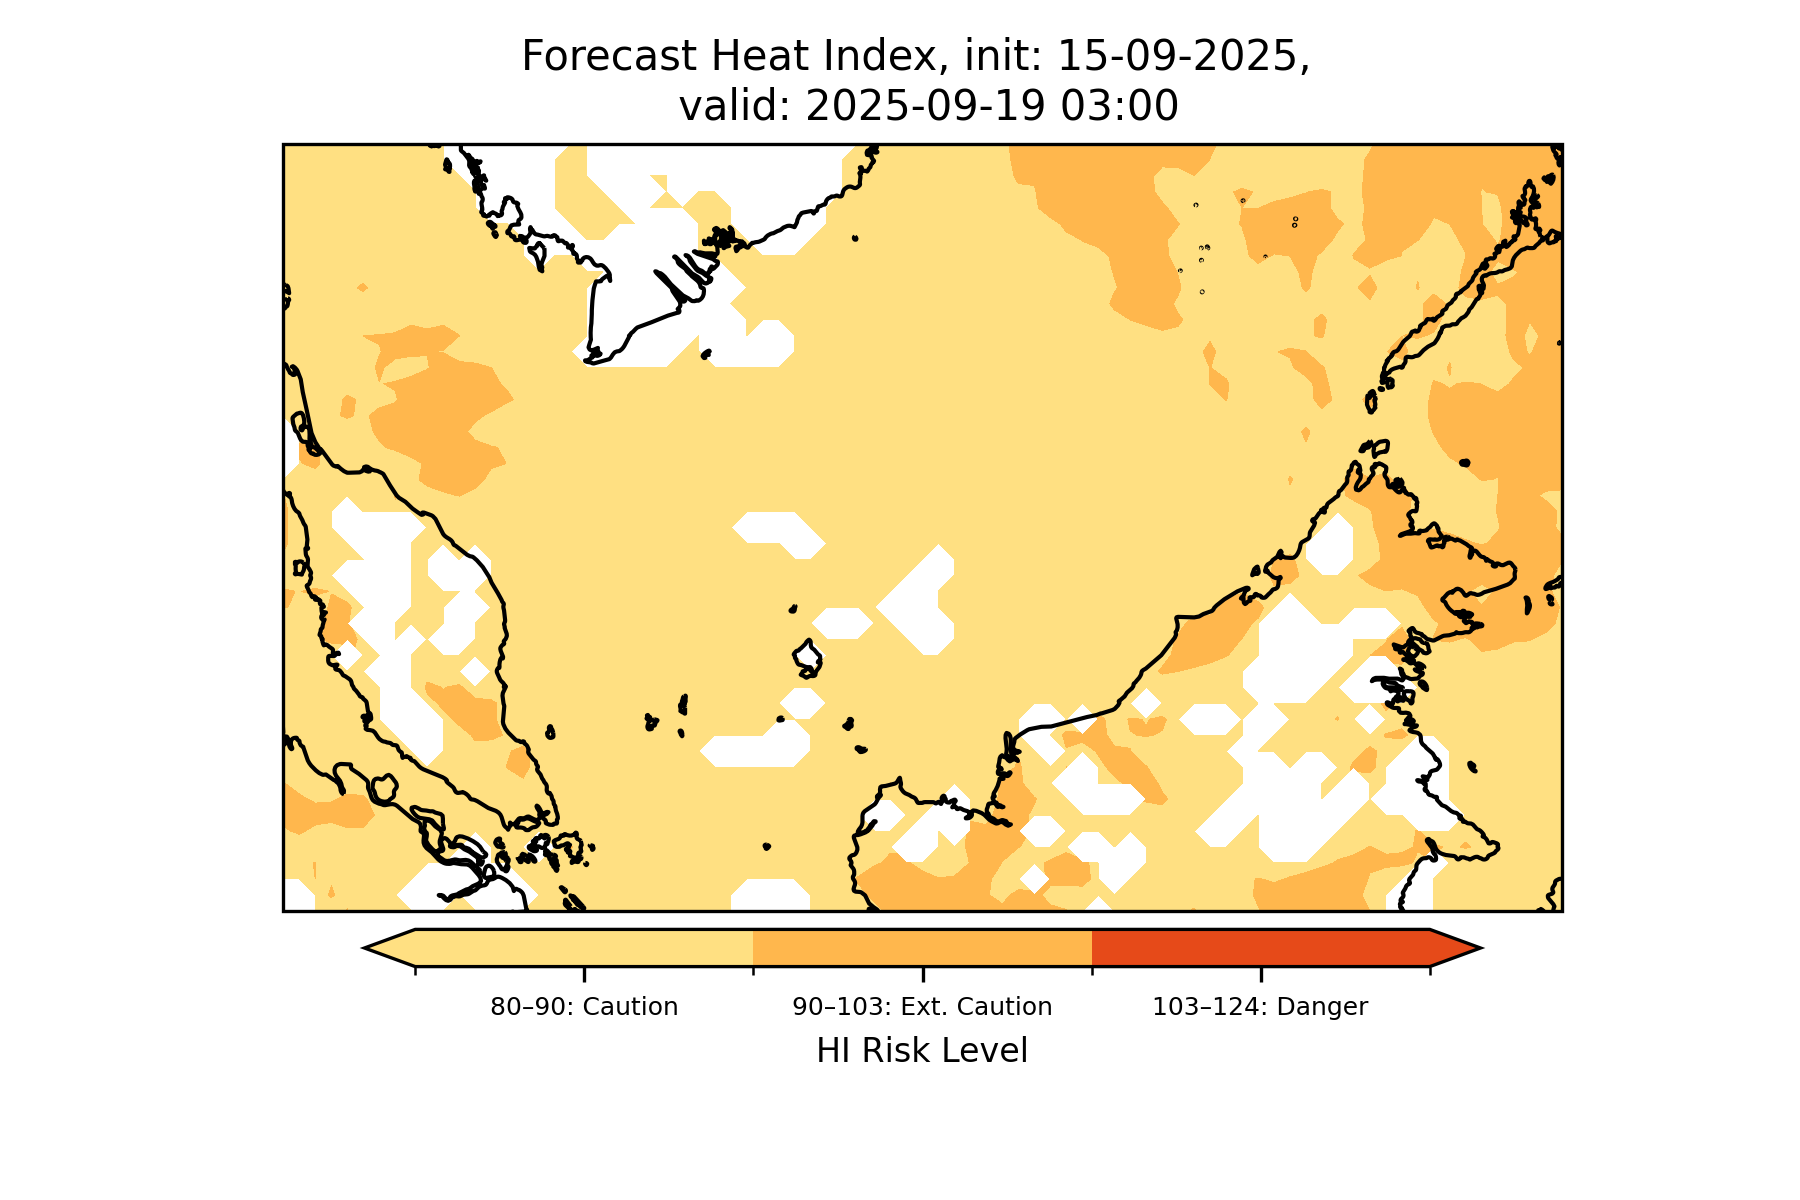 Forecast Heat Index, init: 15-09-2025,
valid: 2025-09-19 03:00
80–90: Caution
90–103: Ext. Caution
103–124: Danger
HI Risk Level